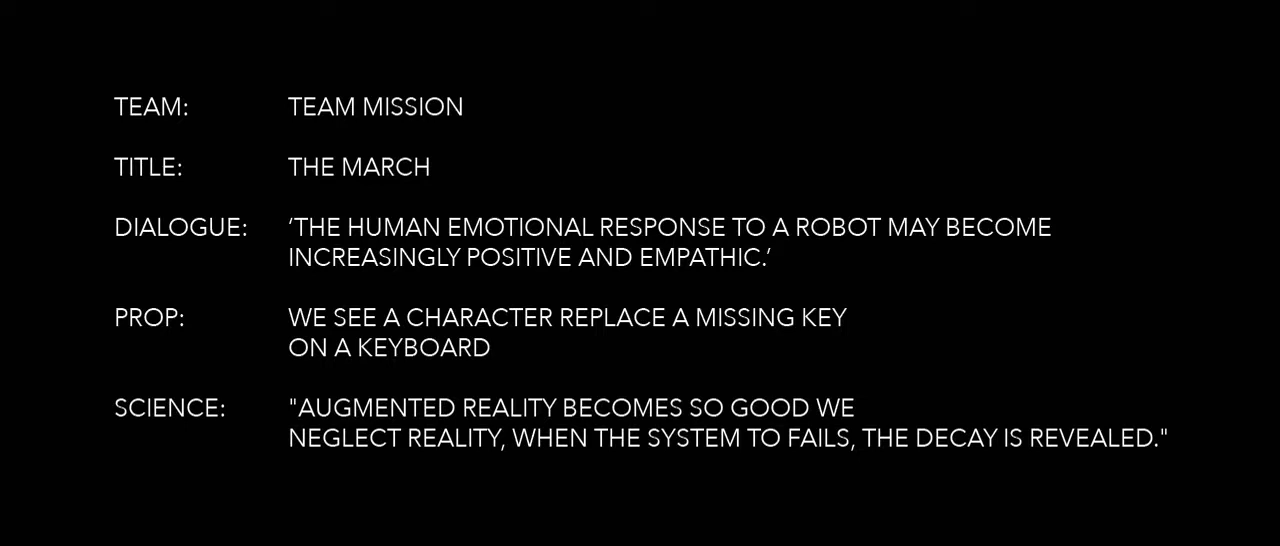 TEAM: TEAM MISSION
TITLE: THE MARCH
DIALOGUE: ‘THE HUMAN EMOTIONAL RESPONSE TO A ROBOT MAY BECOME
INCREASINGLY POSITIVE AND EMPATHIC.’
PROP: WE SEE A CHARACTER REPLACE A MISSING KEY
ON A KEYBOARD
SCIENCE: "AUGMENTED REALITY BECOMES SO GOOD WE
NEGLECT REALITY, WHEN THE SYSTEM TO FAILS, THE DECAY IS REVEALED."